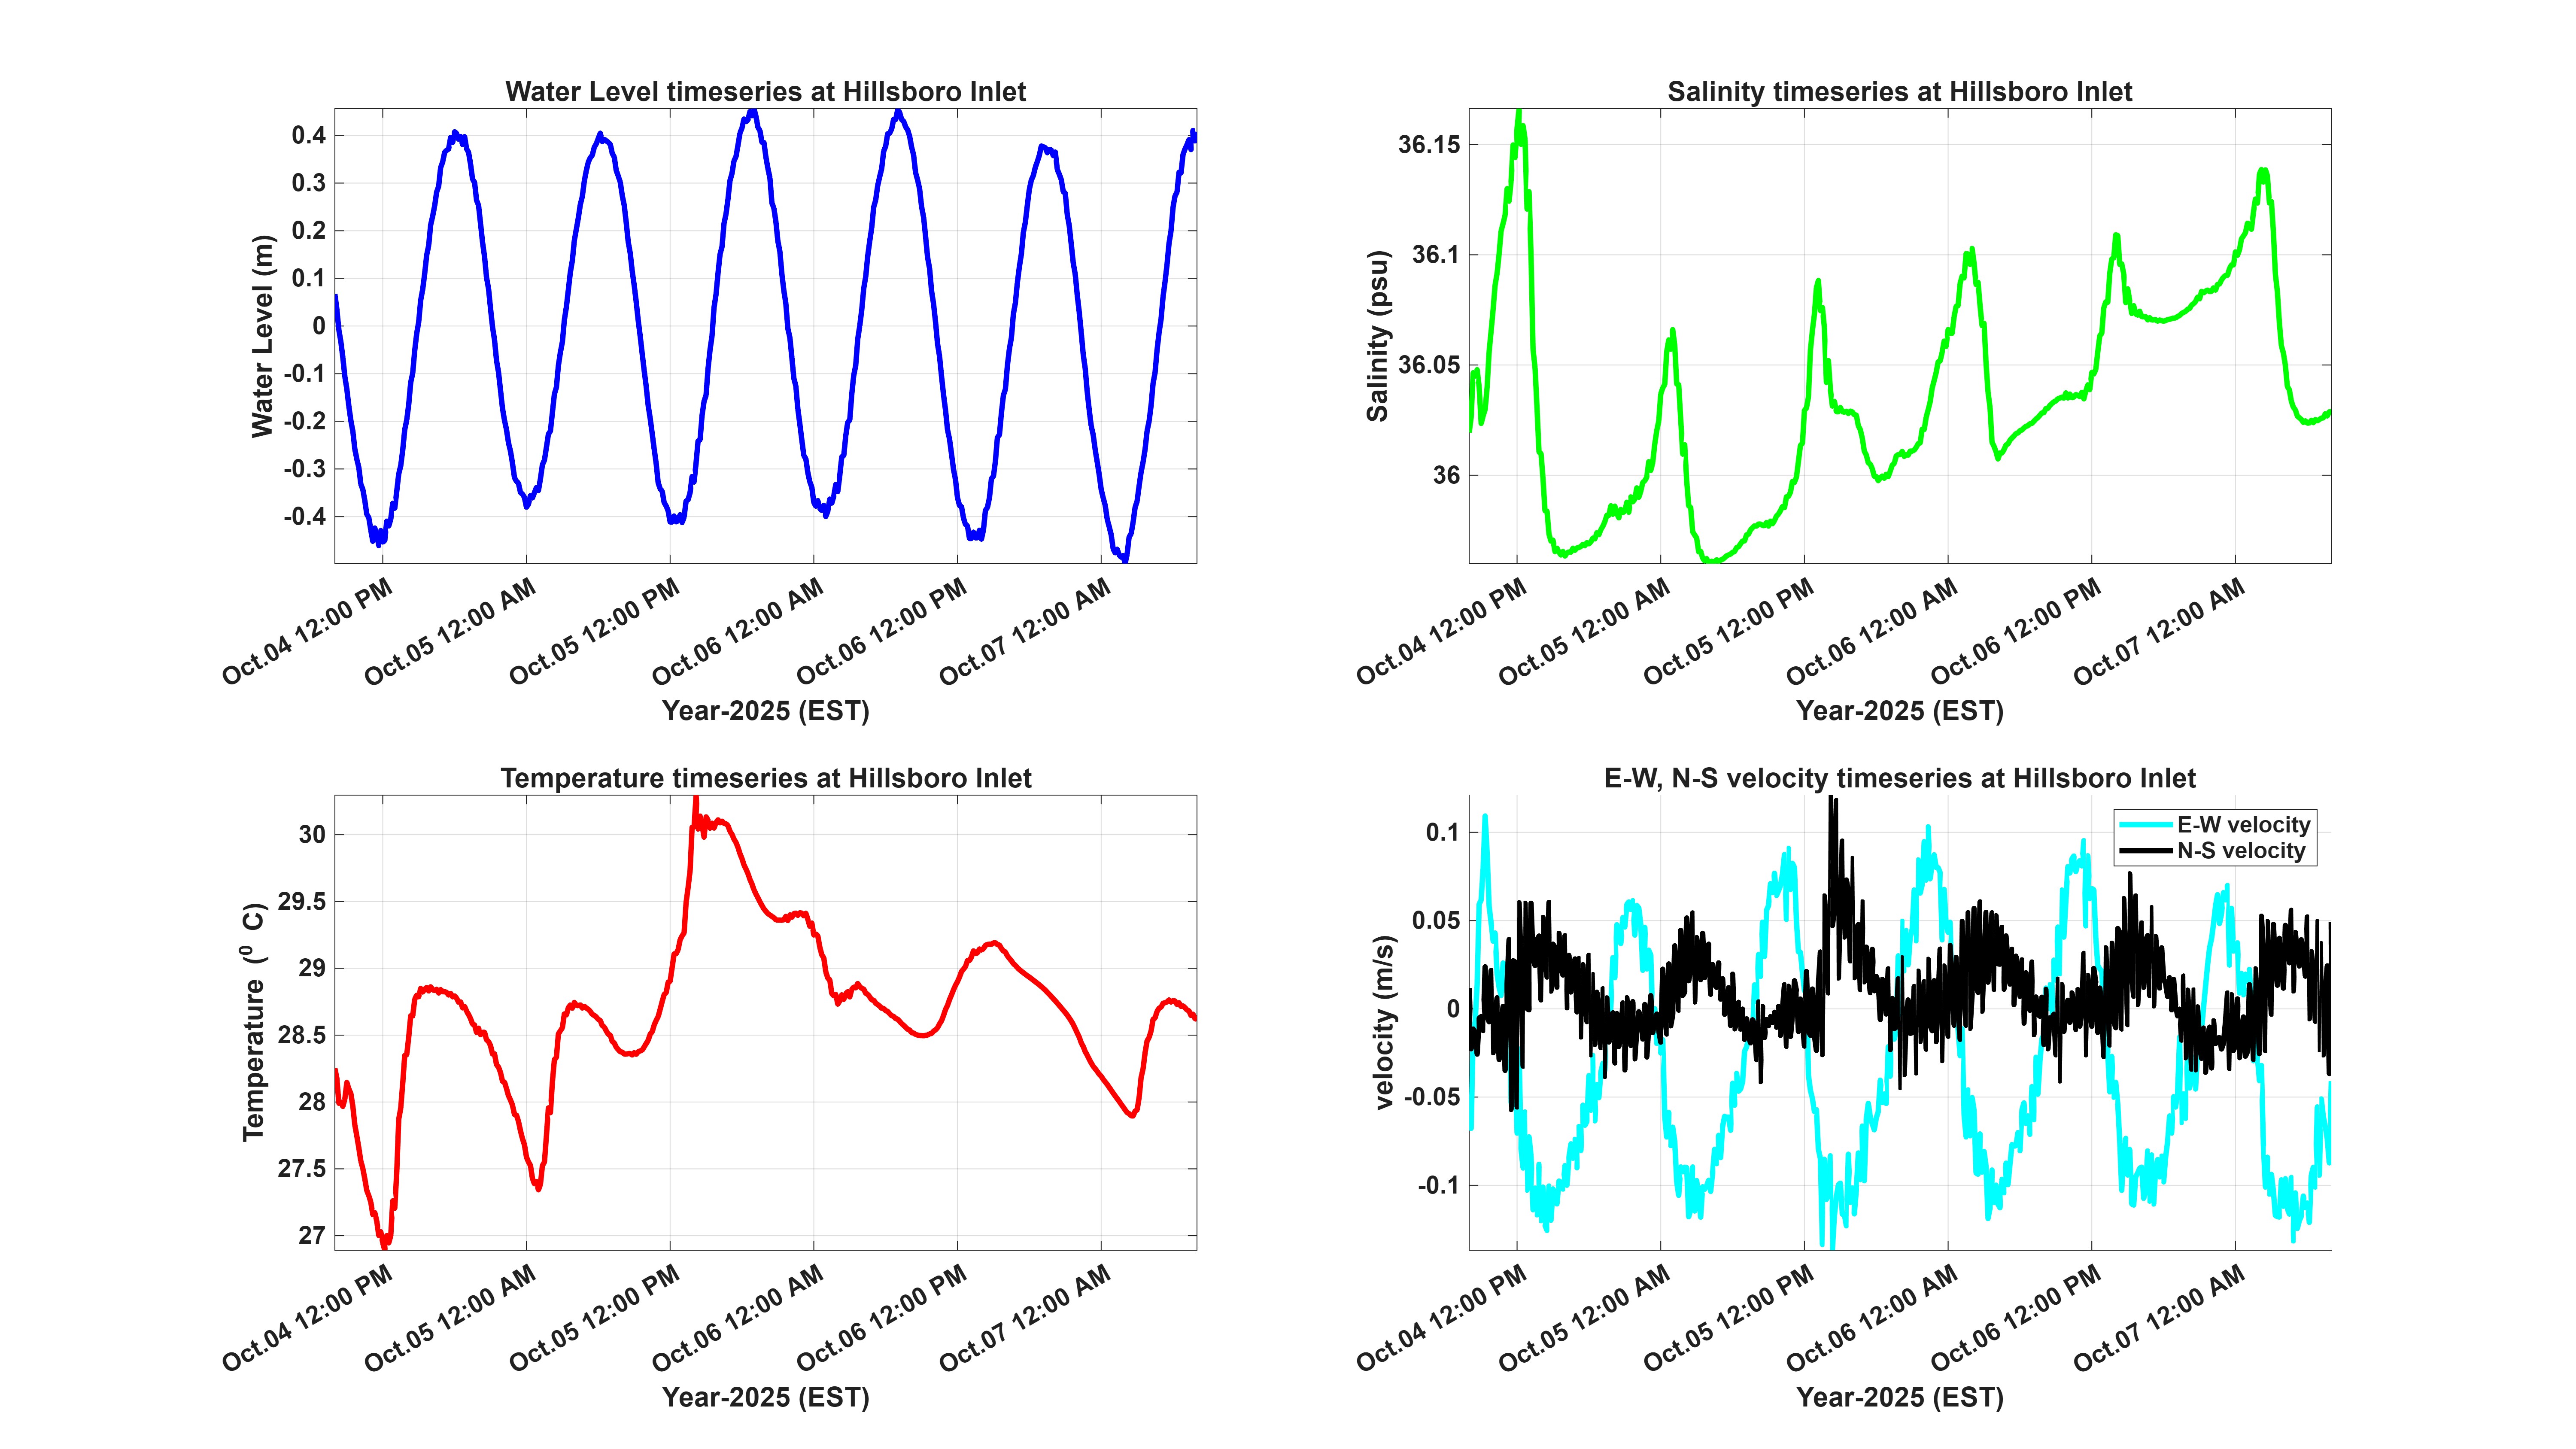 Water Level timeseries at Hillsboro Inlet
Water Level (m)
0.4
0.3
0.2
0.1
0
-0.1
-0.2
-0.3
-0.4
Oct.04 12:00 PM
Oct.05 12:00 AM
Oct.05 12:00 PM
Oct.06 12:00 AM
Oct.06 12:00 PM
Oct.07 12:00 AM
Year-2025 (EST)
Salinity timeseries at Hillsboro Inlet
Salinity (psu)
36.15
36.1
36.05
36
Oct.04 12:00 PM
Oct.05 12:00 AM
Oct.05 12:00 PM
Oct.06 12:00 AM
Oct.06 12:00 PM
Oct.07 12:00 AM
Year-2025 (EST)
Temperature timeseries at Hillsboro Inlet
Temperature (⁰ C)
30
29.5
29
28.5
28
27.5
27
Oct.04 12:00 PM
Oct.05 12:00 AM
Oct.05 12:00 PM
Oct.06 12:00 AM
Oct.06 12:00 PM
Oct.07 12:00 AM
Year-2025 (EST)
E-W, N-S velocity timeseries at Hillsboro Inlet
velocity (m/s)
0.1
0.05
0
-0.05
-0.1
E-W velocity
N-S velocity
Oct.04 12:00 PM
Oct.05 12:00 AM
Oct.05 12:00 PM
Oct.06 12:00 AM
Oct.06 12:00 PM
Oct.07 12:00 AM
Year-2025 (EST)